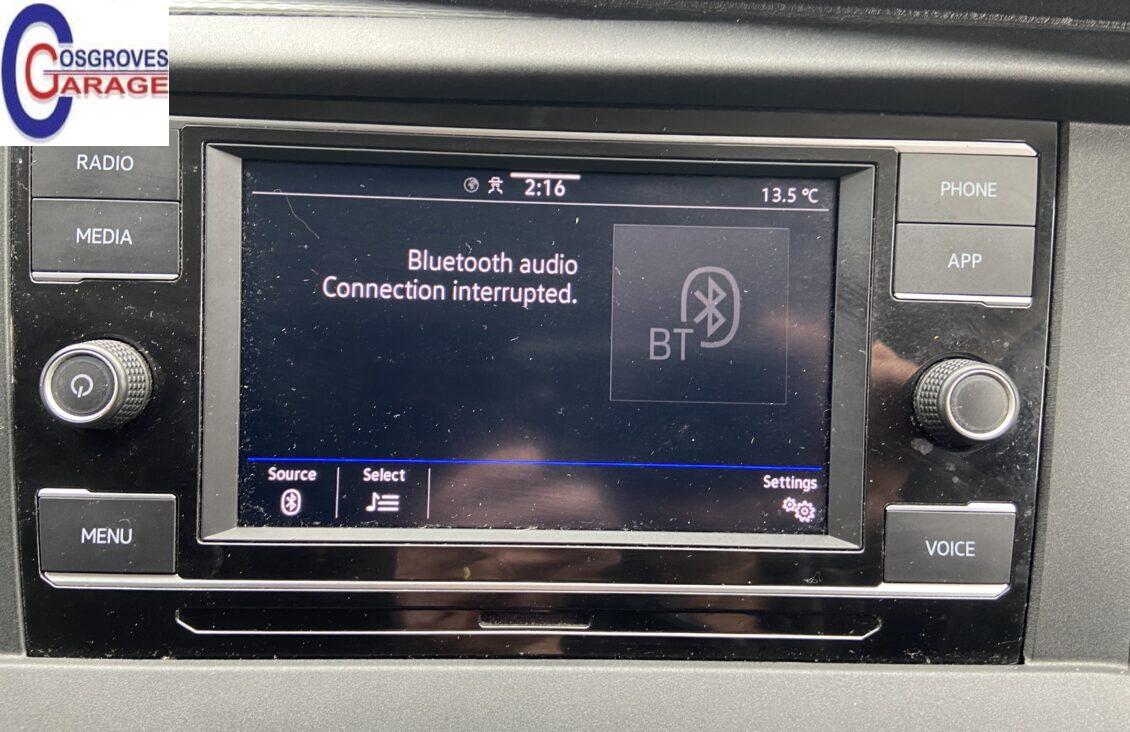 COSGROVES
GARAGE
RADIO
MEDIA
MENU
2:16
13.5 °C
Bluetooth audio
Connection interrupted.
BT
Source
Select
Settings
PHONE
APP
VOICE